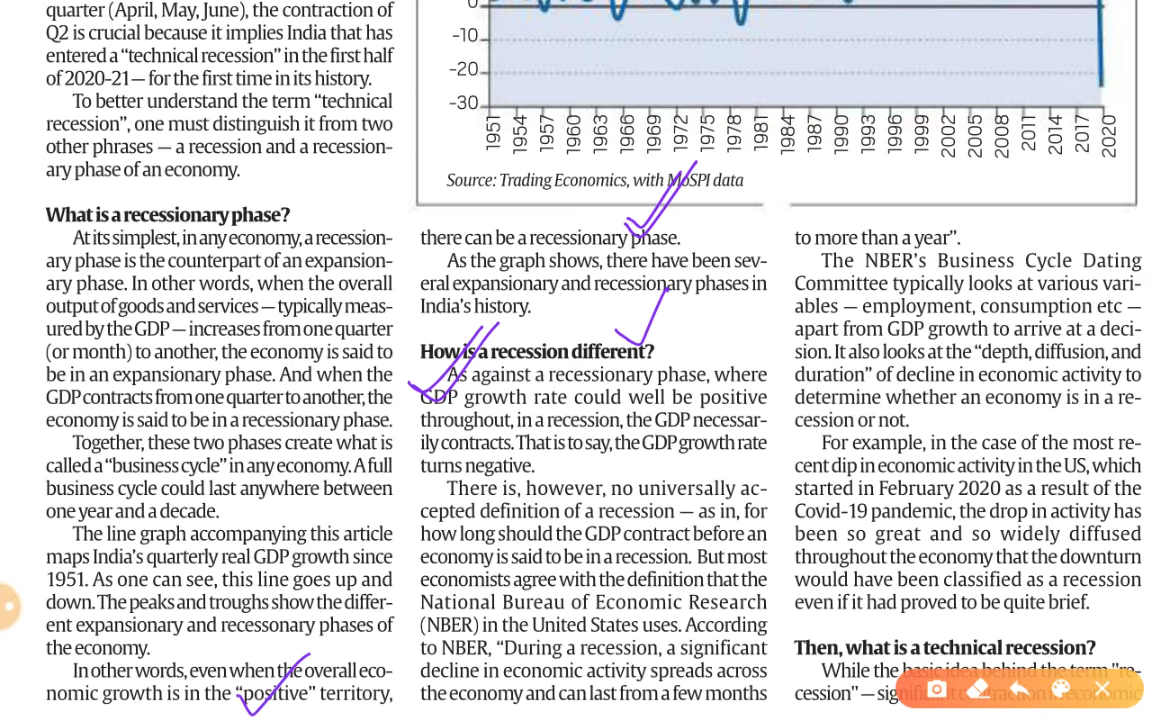 quarter (April, May, June), the contraction of
Q2 is crucial because it implies India that has
entered a “technical recession” in the first half
of 2020-21 — for the first time in its history.
To better understand the term “technical
recession”, one must distinguish it from two
other phrases — a recession and a recession-
ary phase of an economy.
What is a recessionary phase?
At its simplest, in any economy, a recession-
ary phase is the counterpart of an expansion-
ary phase. In other words, when the overall
output of goods and services — typically meas-
ured by the GDP — increases from one quarter
(or month) to another, the economy is said to
be in an expansionary phase. And when the
GDP contracts from one quarter to another, the
economy is said to be in a recessionary phase.
Together, these two phases create what is
called a “business cycle” in any economy. A full
business cycle could last anywhere between
one year and a decade.
The line graph accompanying this article
maps India's quarterly real GDP growth since
1951. As one can see, this line goes up and
down. The peaks and troughs show the differ-
ent expansionary and recessonary phases of
the economy.
In other words, even when the overall eco-
nomic growth is in the “positive” territory,
0
-10
-20
-30
1951 1954 1957 1960 1963 1966 1969 1972 1975 1978 1981 1984 1987 1990 1993 1996 1999 2002 2005 2008 2011 2014 2017 2020
Source: Trading Economics, with MoSPI data
there can be a recessionary phase.
As the graph shows, there have been sev-
eral expansionary and recessionary phases in
India's history.
How is a recession different?
As against a recessionary phase, where
GDP growth rate could well be positive
throughout, in a recession, the GDP necessar-
ily contracts. That is to say, the GDP growth rate
turns negative.
There is, however, no universally ac-
cepted definition of a recession — as in, for
how long should the GDP contract before an
economy is said to be in a recession. But most
economists agree with the definition that the
National Bureau of Economic Research
(NBER) in the United States uses. According
to NBER, “During a recession, a significant
decline in economic activity spreads across
the economy and can last from a few months
to more than a year”.
The NBER's Business Cycle Dating
Committee typically looks at various vari-
ables — employment, consumption etc —
apart from GDP growth to arrive at a deci-
sion. It also looks at the “depth, diffusion, and
duration” of decline in economic activity to
determine whether an economy is in a re-
cession or not.
For example, in the case of the most re-
cent dip in economic activity in the US, which
started in February 2020 as a result of the
Covid-19 pandemic, the drop in activity has
been so great and so widely diffused
throughout the economy that the downturn
would have been classified as a recession
even if it had proved to be quite brief.
Then, what is a technical recession?
While the basic idea behind the term "re-
cession" —